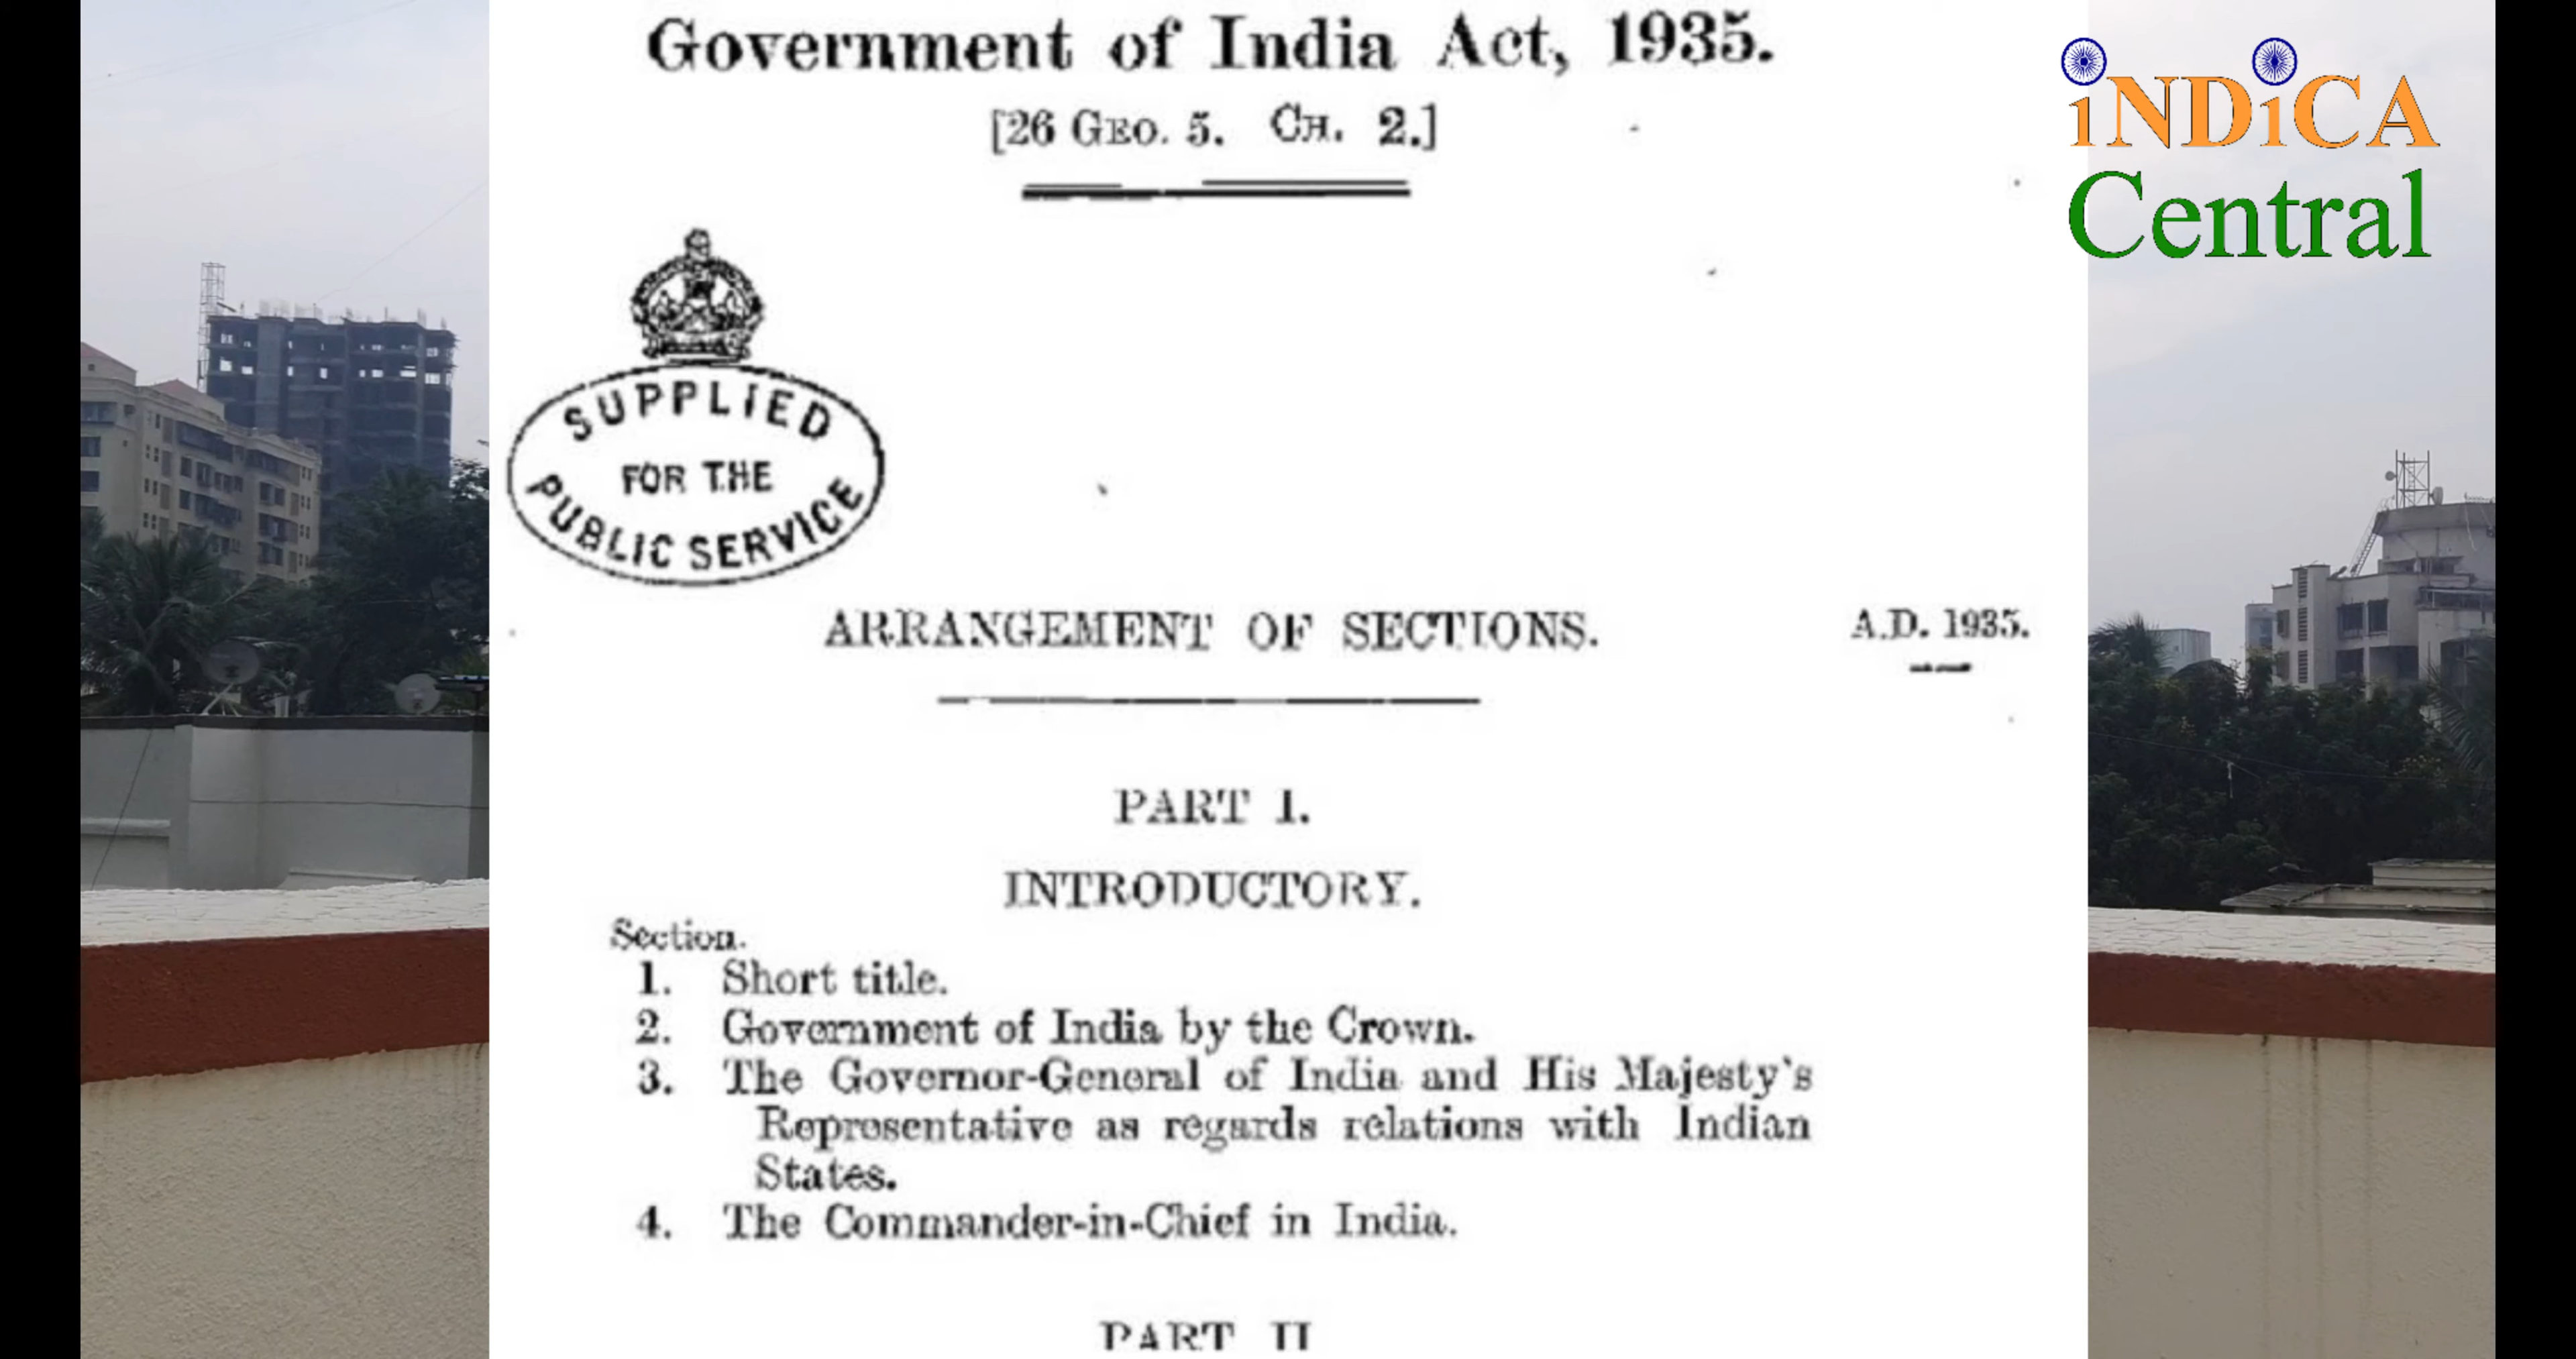 Government of India Act, 1935.
[26 GEO. 5. CH. 2.]
iNDiCA
Central
SUPPLIED
FOR THE
PUBLIC SERVICE
ARRANGEMENT OF SECTIONS.
A.D. 1935.
PART I.
INTRODUCTORY.
Section.
1. Short title.
2. Government of India by the Crown.
3. The Governor-General of India and His Majesty's
Representative as regards relations with Indian
States.
4. The Commander-in-Chief in India.
PART II